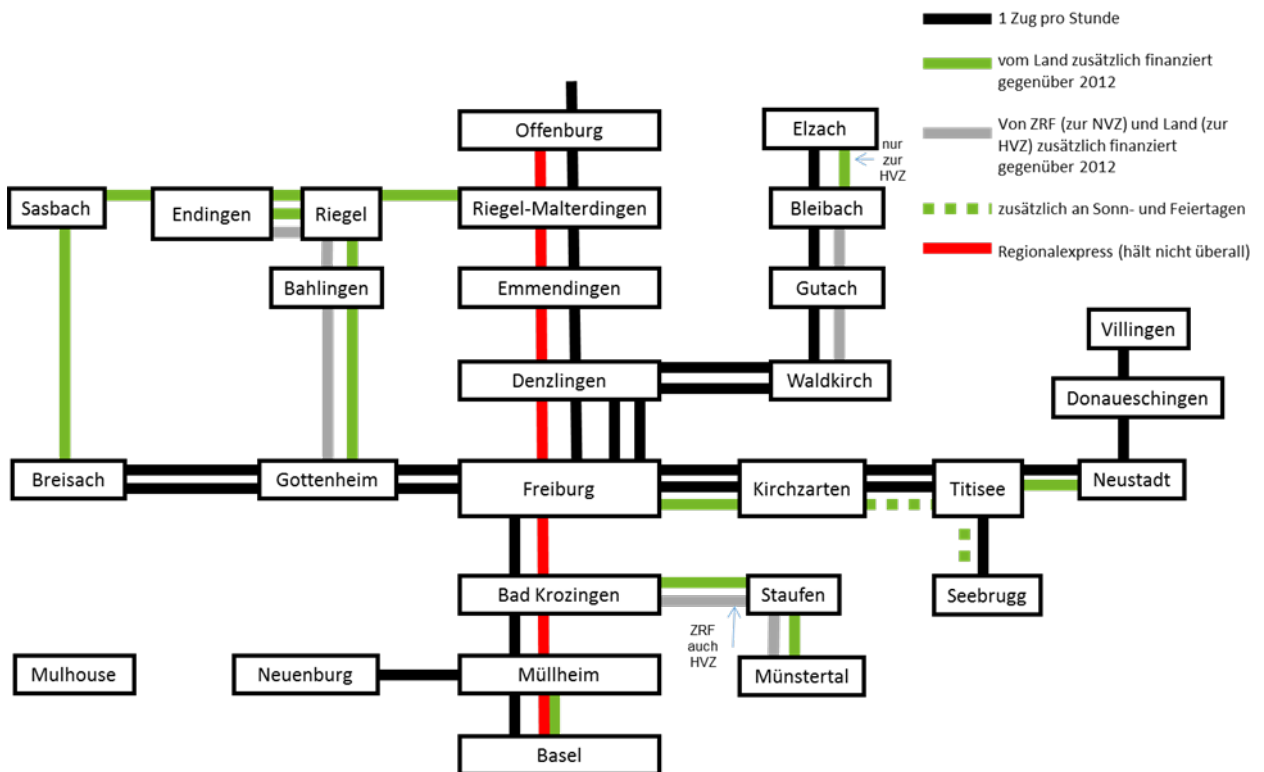 1 Zug pro Stunde
vom Land zusätzlich finanziert
gegenüber 2012
Von ZRF (zur NVZ) und Land (zur
HVZ) zusätzlich finanziert
gegenüber 2012
zusätzlich an Sonn- und Feiertagen
Regionalexpress (hält nicht überall)
Offenburg
Elzach
nur
zur
HVZ
Sasbach
Endingen
Riegel
Riegel-Malterdingen
Bleibach
Bahlingen
Emmendingen
Gutach
Villingen
Denzlingen
Waldkirch
Donaueschingen
Breisach
Gottenheim
Freiburg
Kirchzarten
Titisee
Neustadt
Bad Krozingen
Staufen
Seebrugg
ZRF
auch
HVZ
Mulhouse
Neuenburg
Müllheim
Münstertal
Basel